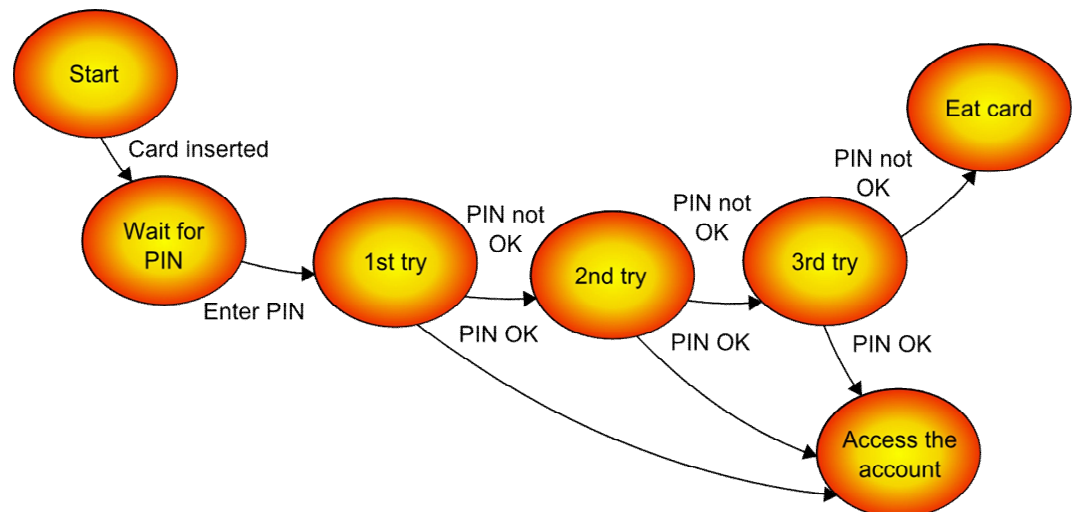 Start
Card inserted
Wait for
PIN
Enter PIN
1st try
PIN not
OK
PIN OK
2nd try
PIN not
OK
PIN OK
3rd try
PIN not
OK
PIN OK
Eat card
Access the
account